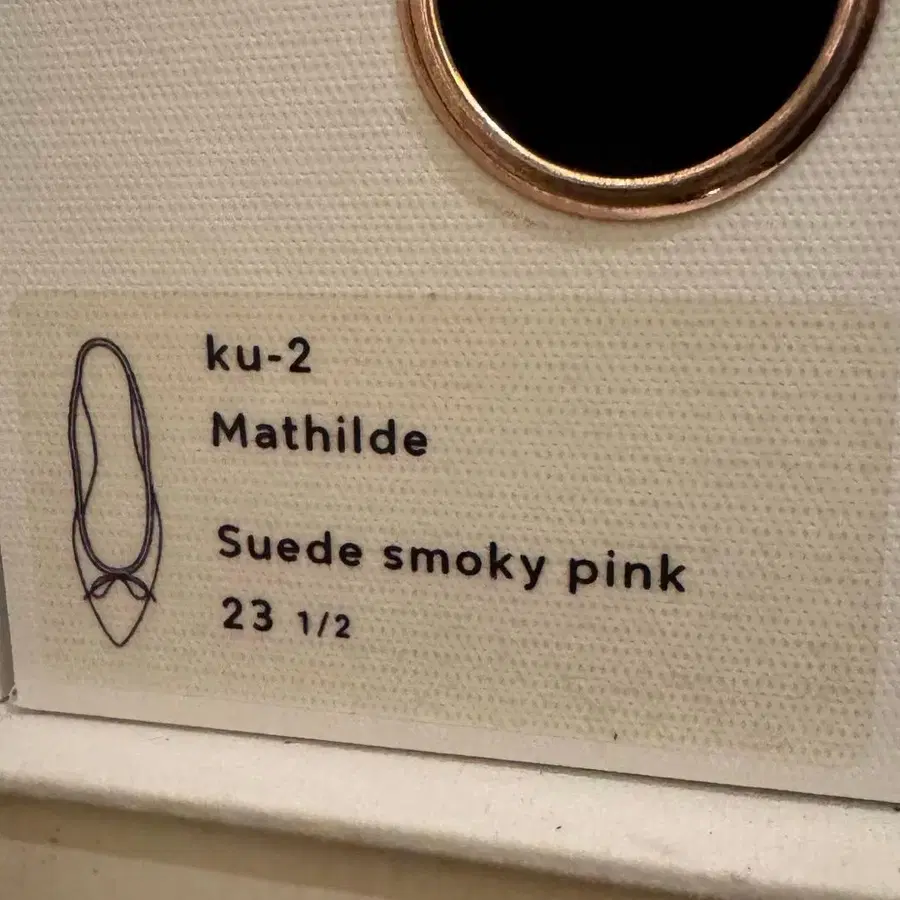 ku-2
Mathilde
Suede smoky pink
23 1/2